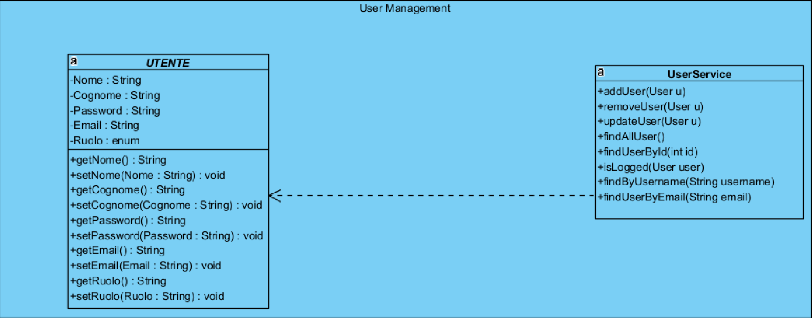 User Management
a
UTENTE
-Nome : String
-Cognome : String
-Password : String
-Email : String
-Ruolo : enum
+getNome() : String
+setNome(Nome : String) : void
+getCognome() : String
+setCognome(Cognome : String) : void
+getPassword() : String
+setPassword(Password : String) : void
+getEmail() : String
+setEmail(Email : String) : void
+getRuolo() : String
+setRuolo(Ruolo : String) : void
a
UserService
+addUser(User u)
+removeUser(User u)
+updateUser(User u)
+findAllUser()
+findUserById(int id)
+isLogged(User user)
+findByUsername(String username)
+findUserByEmail(String email)